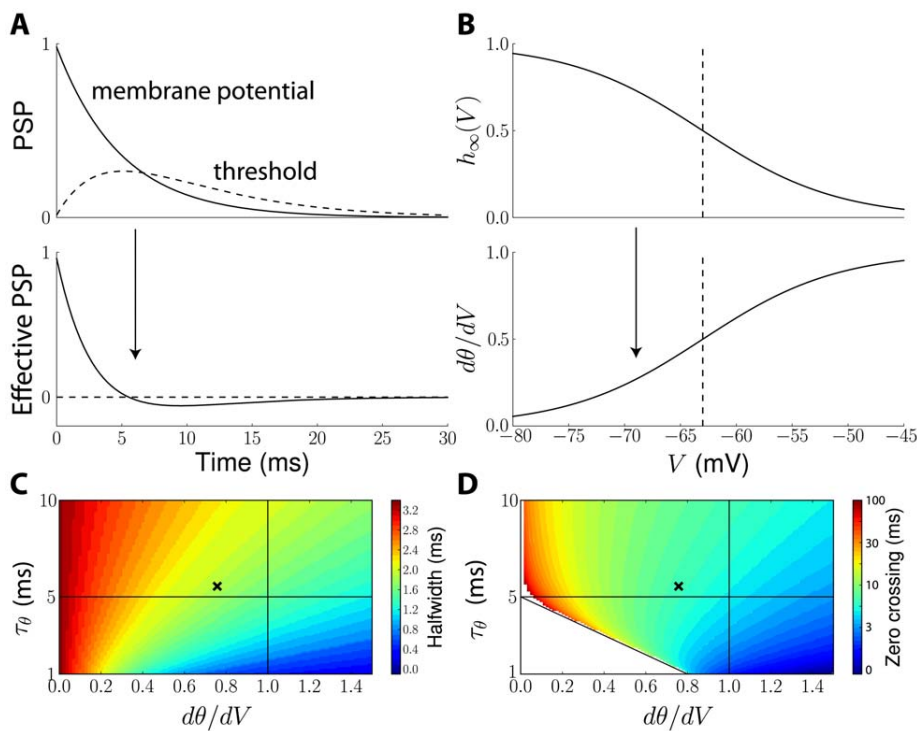 A
PSP
1
0
membrane potential
threshold
Effective PSP
1
0
0 5 10 15 20 25 30
Time (ms)
B
h∞(V)
1.0
0.5
0.0
dθ/dV
1.0
0.5
0.0
−80 −75 −70 −65 −60 −55 −50 −45
V (mV)
C
τθ (ms)
10
5
1
0.0 0.2 0.4 0.6 0.8 1.0 1.2 1.4
dθ/dV
Halfwidth (ms)
3.2
2.8
2.4
2.0
1.6
1.2
0.8
0.4
0.0
D
τθ (ms)
10
5
1
0.0 0.2 0.4 0.6 0.8 1.0 1.2 1.4
dθ/dV
Zero crossing (ms)
100
30
10
3
0